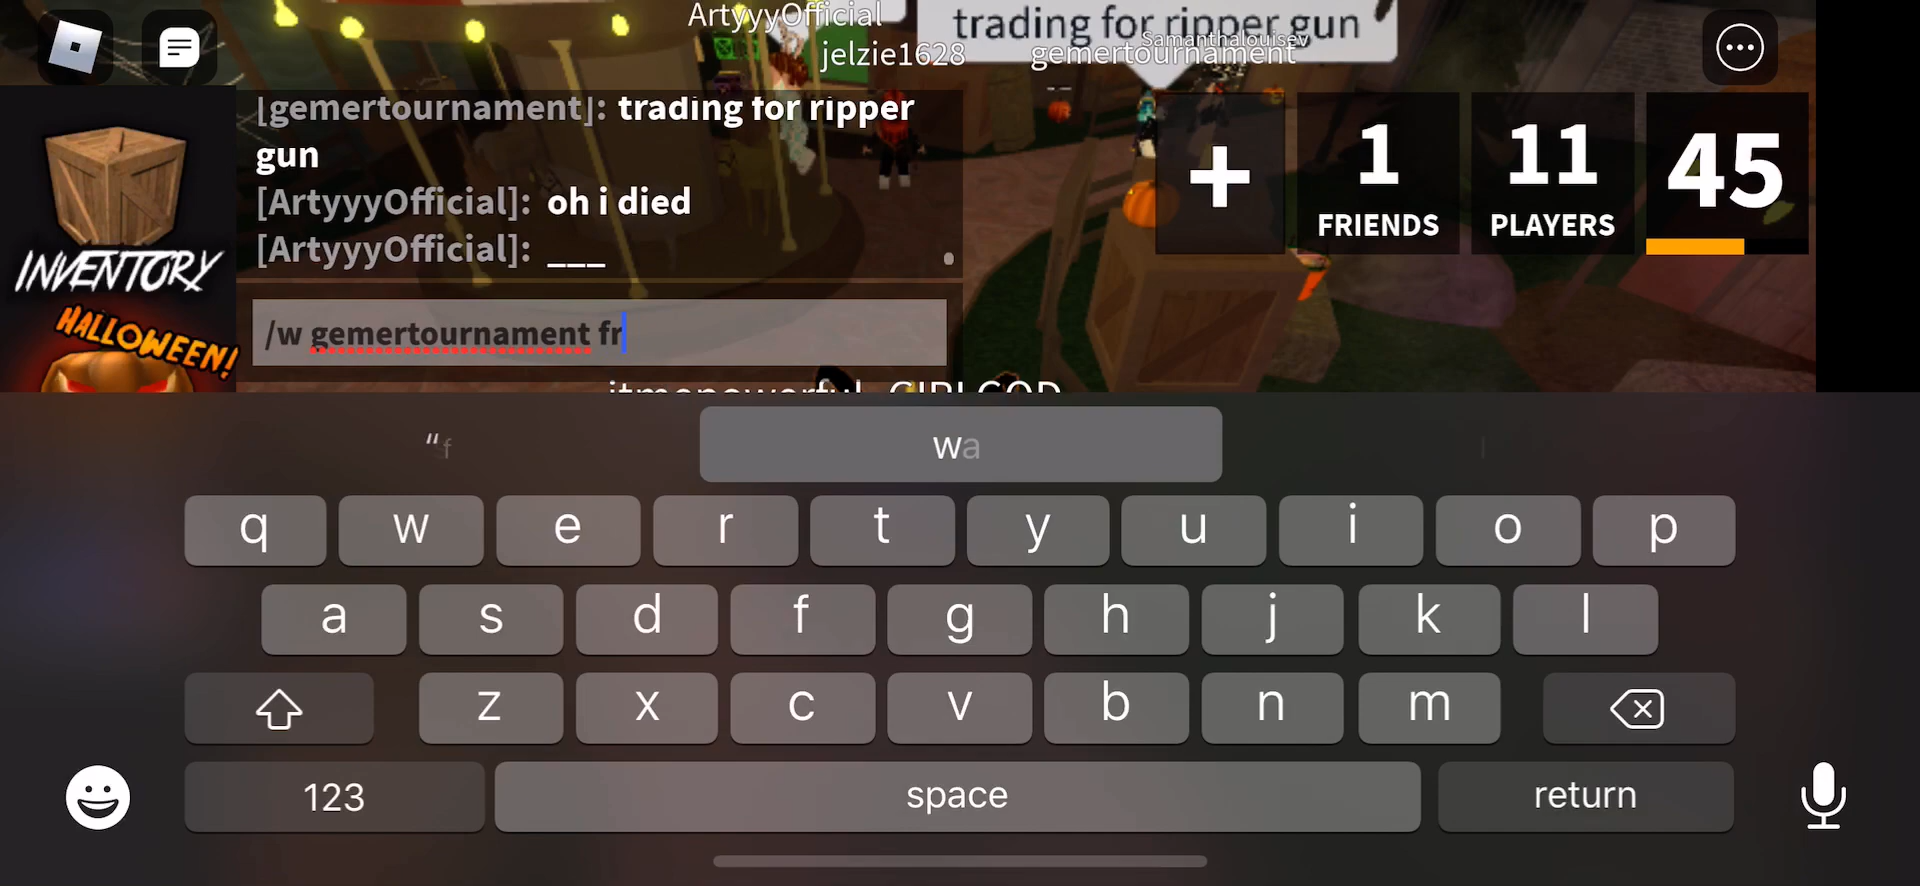 ArtyyyOfficial
trading for ripper gun
jelzie1628
Samanthalouisev
gemertournament
[gemertournament]: trading for ripper
gun
[ArtyyyOfficial]: oh i died
[ArtyyyOfficial]: ___
/w gemertournament fr
INVENTORY
HALLOWEEN!
+
1
FRIENDS
11
PLAYERS
45
itmepowerful_GIRLGOD
“f
wa
q w e r t y u i o p
a s d f g h j k l
z x c v b n m
123
space
return